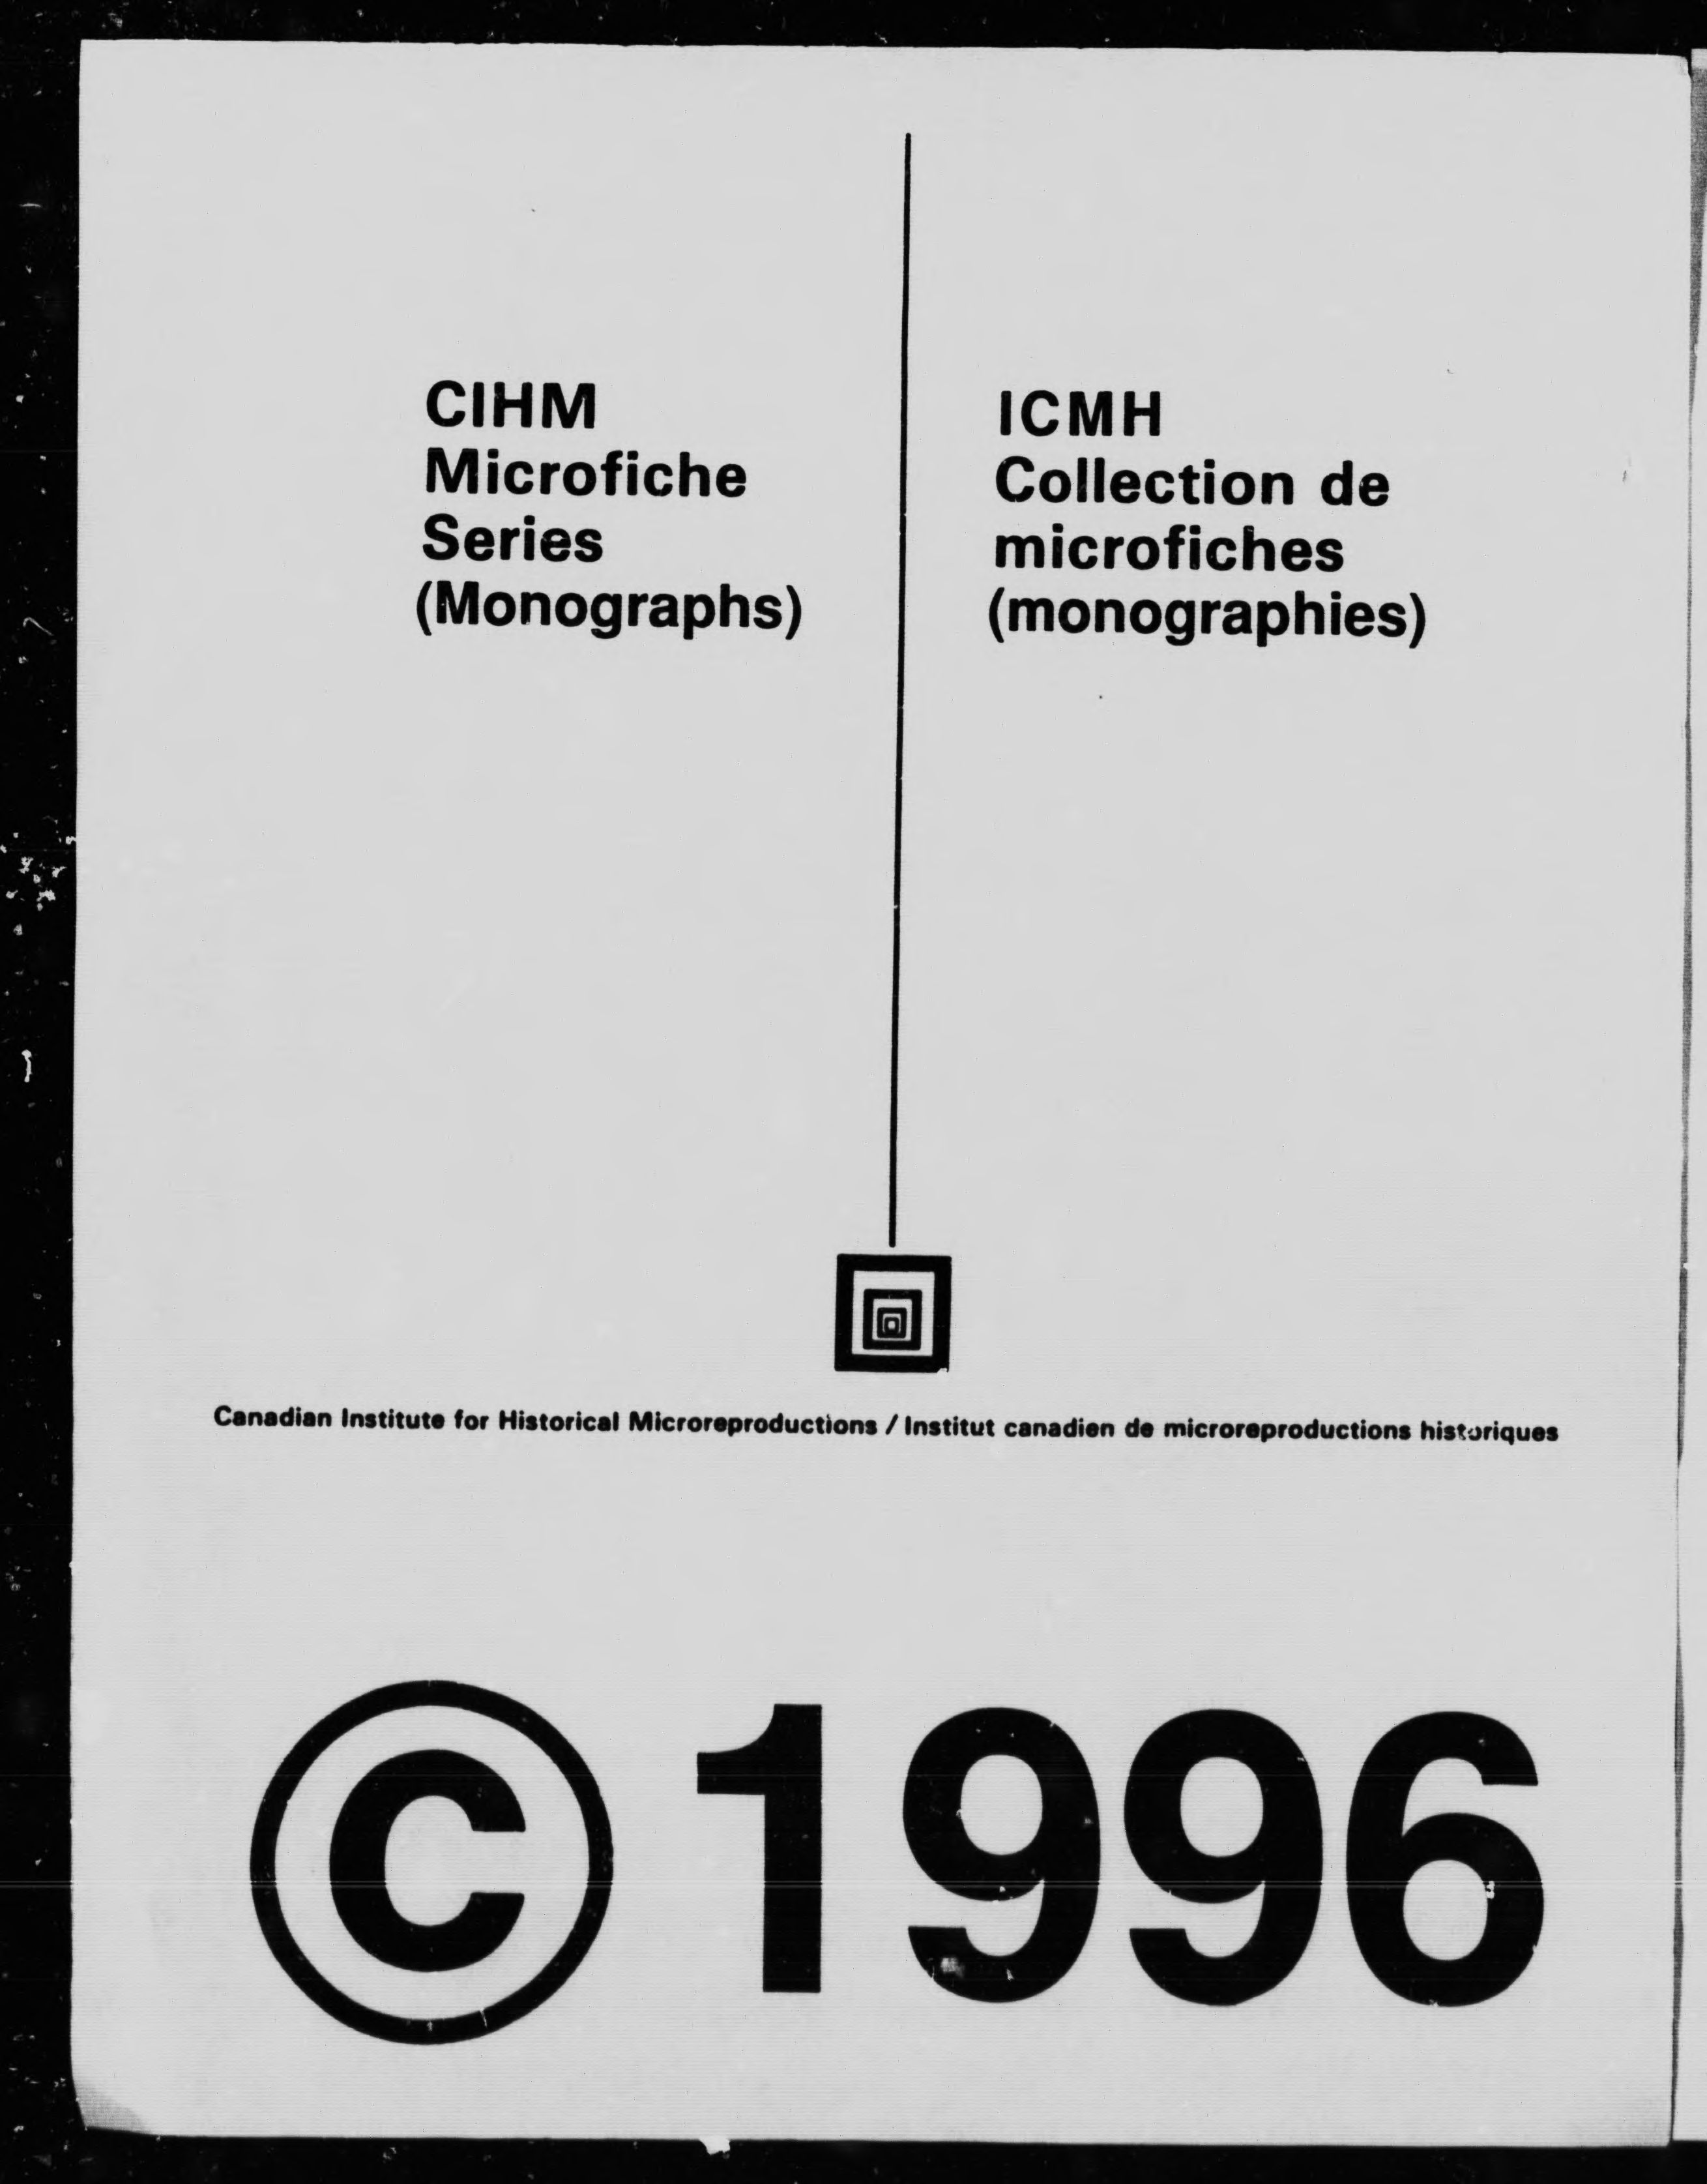 CIHM
Microfiche
Series
(Monographs)
ICMH
Collection de
microfiches
(monographies)
Canadian Institute for Historical Microreproductions / Institut canadien de microreproductions historiques
© 1996